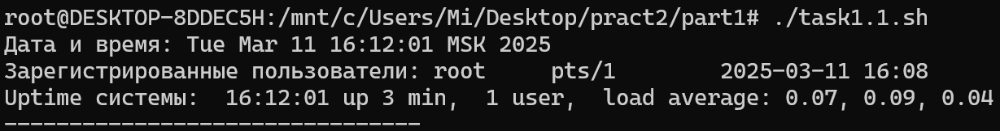 root@DESKTOP-8DDEC5H:/mnt/c/Users/Mi/Desktop/pract2/part1# ./task1.1.sh
Дата и время: Tue Mar 11 16:12:01 MSK 2025
Зарегистрированные пользователи: root     pts/1        2025-03-11 16:08
Uptime системы:  16:12:01 up 3 min,  1 user,  load average: 0.07, 0.09, 0.04
--------------------------------